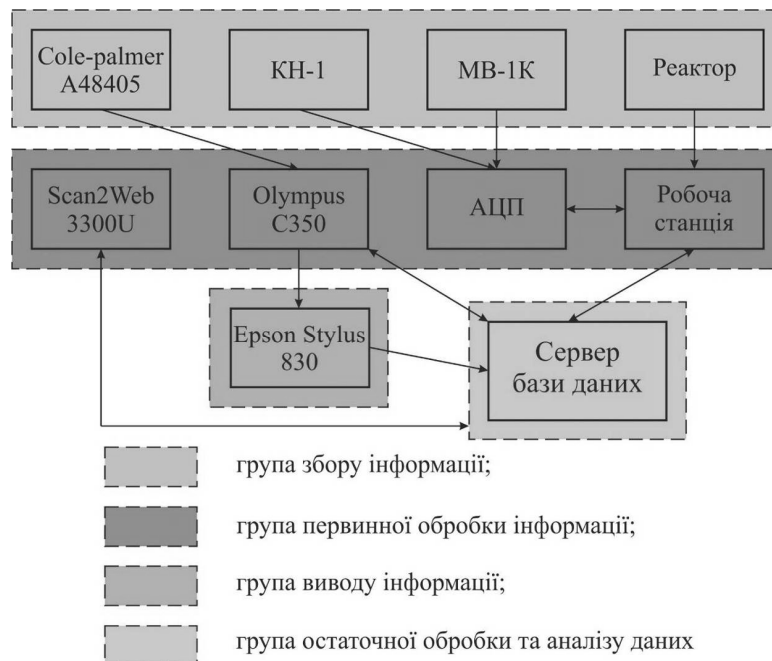 Cole-palmer
A48405
КН-1
МВ-1К
Реактор
Scan2Web
3300U
Olympus
C350
АЦП
Робоча
станція
Epson Stylus
830
Сервер
бази даних
група збору інформації;
група первинної обробки інформації;
група виводу інформації;
група остаточної обробки та аналізу даних